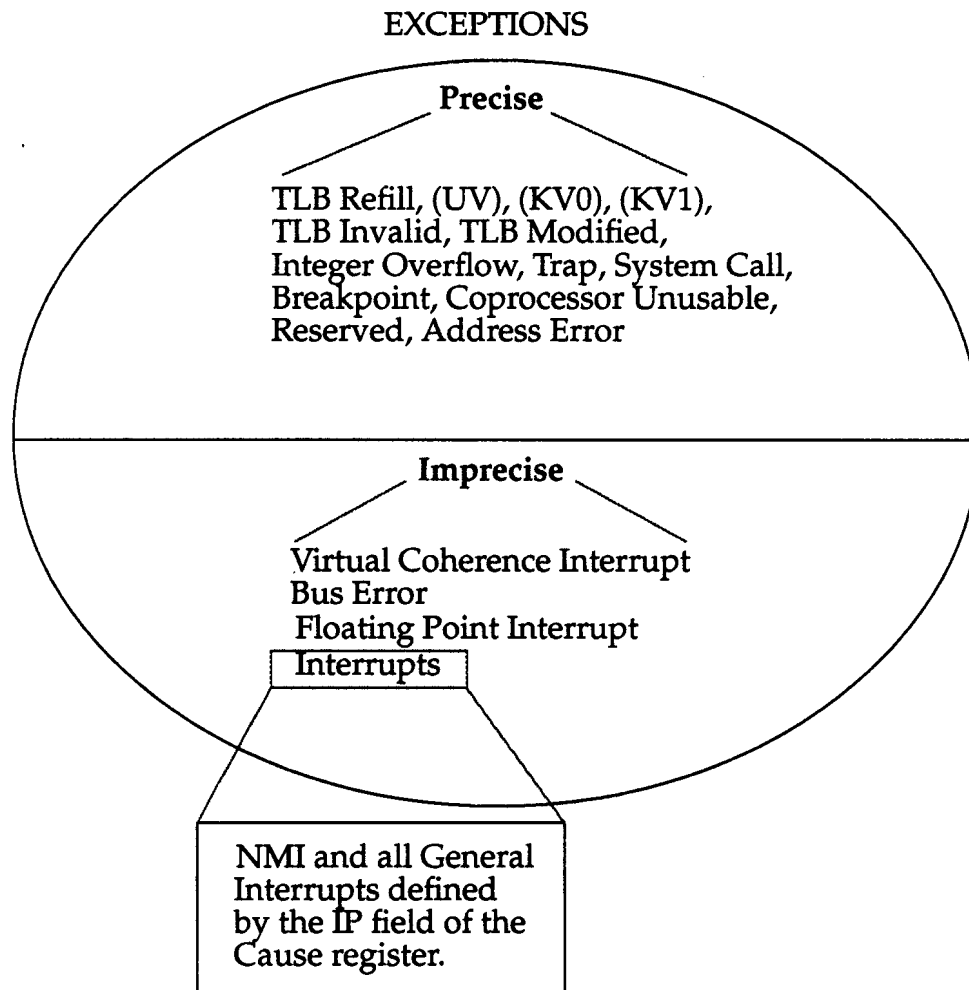 EXCEPTIONS
Precise
TLB Refill, (UV), (KV0), (KV1),
TLB Invalid, TLB Modified,
Integer Overflow, Trap, System Call,
Breakpoint, Coprocessor Unusable,
Reserved, Address Error
Imprecise
Virtual Coherence Interrupt
Bus Error
Floating Point Interrupt
Interrupts
NMI and all General
Interrupts defined
by the IP field of the
Cause register.